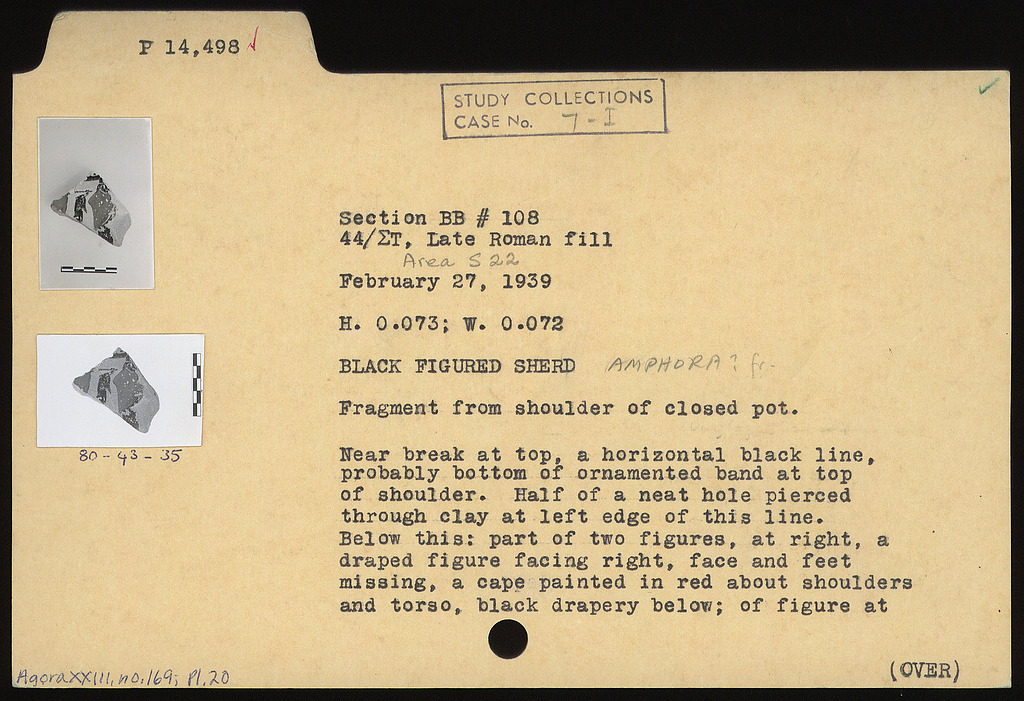 P 14,498
STUDY COLLECTIONS
CASE No. 7-I
Section BB # 108
44/ΣT, Late Roman fill
Area S 22
February 27, 1939
H. 0.073; W. 0.072
BLACK FIGURED SHERD AMPHORA? fr.
Fragment from shoulder of closed pot.
Near break at top, a horizontal black line,
probably bottom of ornamented band at top
of shoulder. Half of a neat hole pierced
through clay at left edge of this line.
Below this: part of two figures, at right, a
draped figure facing right, face and feet
missing, a cape painted in red about shoulders
and torso, black drapery below; of figure at
80-43-35
Agora XXIII, no. 169; Pl. 20
(OVER)